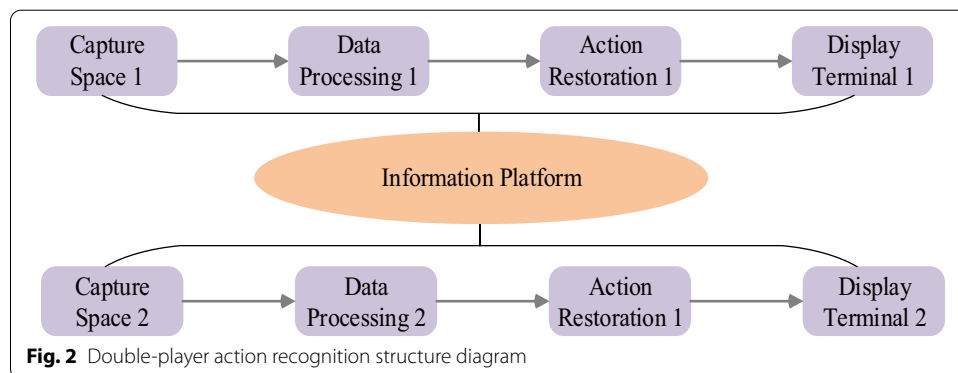 Capture
Space 1
Data
Processing 1
Action
Restoration 1
Display
Terminal 1
Information Platform
Capture
Space 2
Data
Processing 2
Action
Restoration 1
Display
Terminal 2
Fig. 2 Double-player action recognition structure diagram